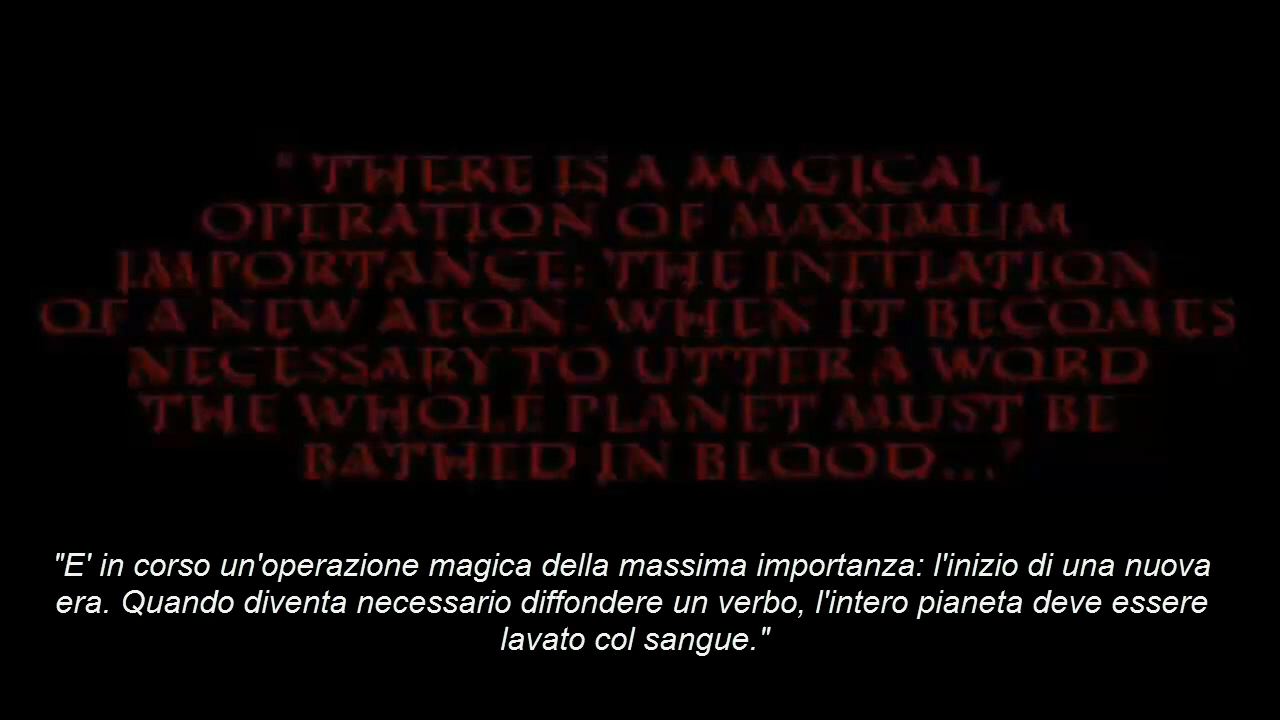 "THERE IS A MAGICAL
OPERATION OF MAXIMUM
IMPORTANCE: THE INITIATION
OF A NEW AEON. WHEN IT BECOMES
NECESSARY TO UTTER A WORD
THE WHOLE PLANET MUST BE
BATHED IN BLOOD..."
"E' in corso un'operazione magica della massima importanza: l'inizio di una nuova
era. Quando diventa necessario diffondere un verbo, l'intero pianeta deve essere
lavato col sangue."